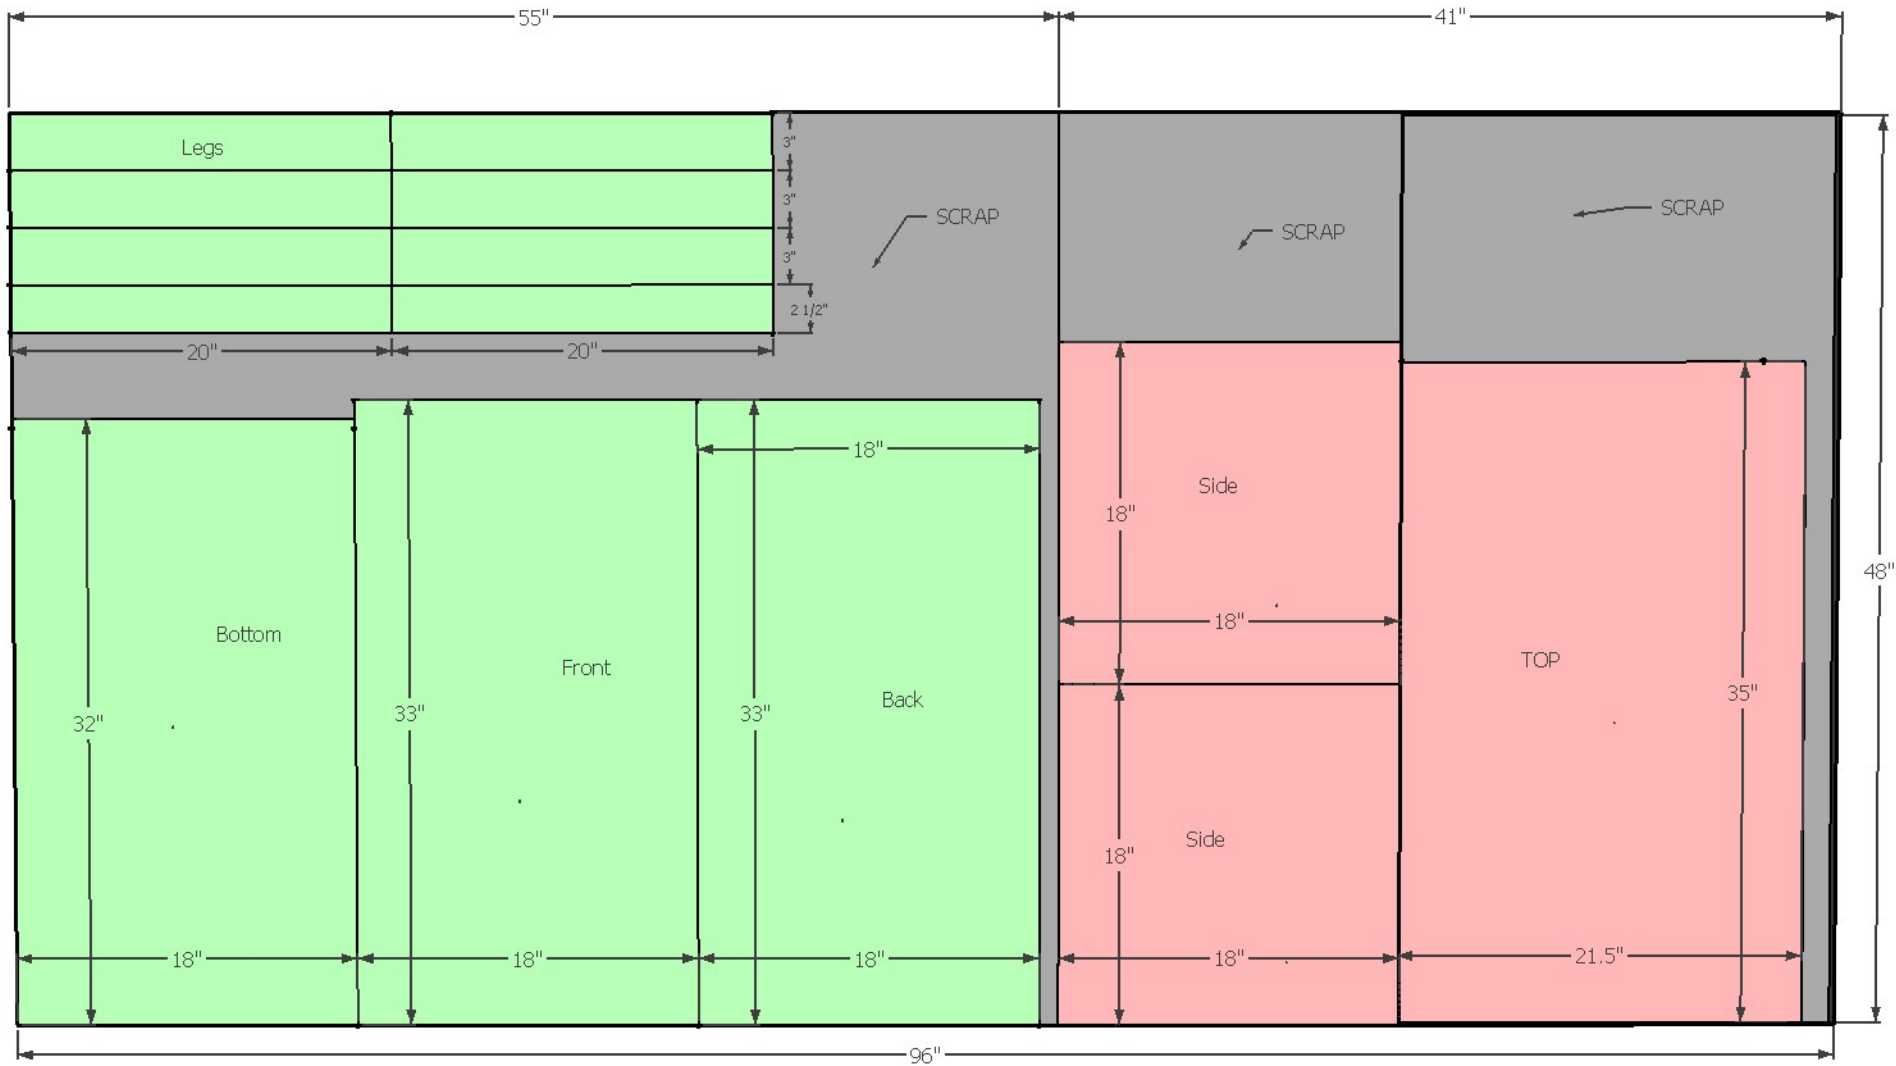 55"
41"
Legs
3"
3"
3"
2 1/2"
SCRAP
SCRAP
SCRAP
20"
20"
18"
Side
18"
48"
18"
Bottom
Front
TOP
Back
35"
32"
33"
33"
Side
18"
18"
18"
18"
18"
21.5"
96"